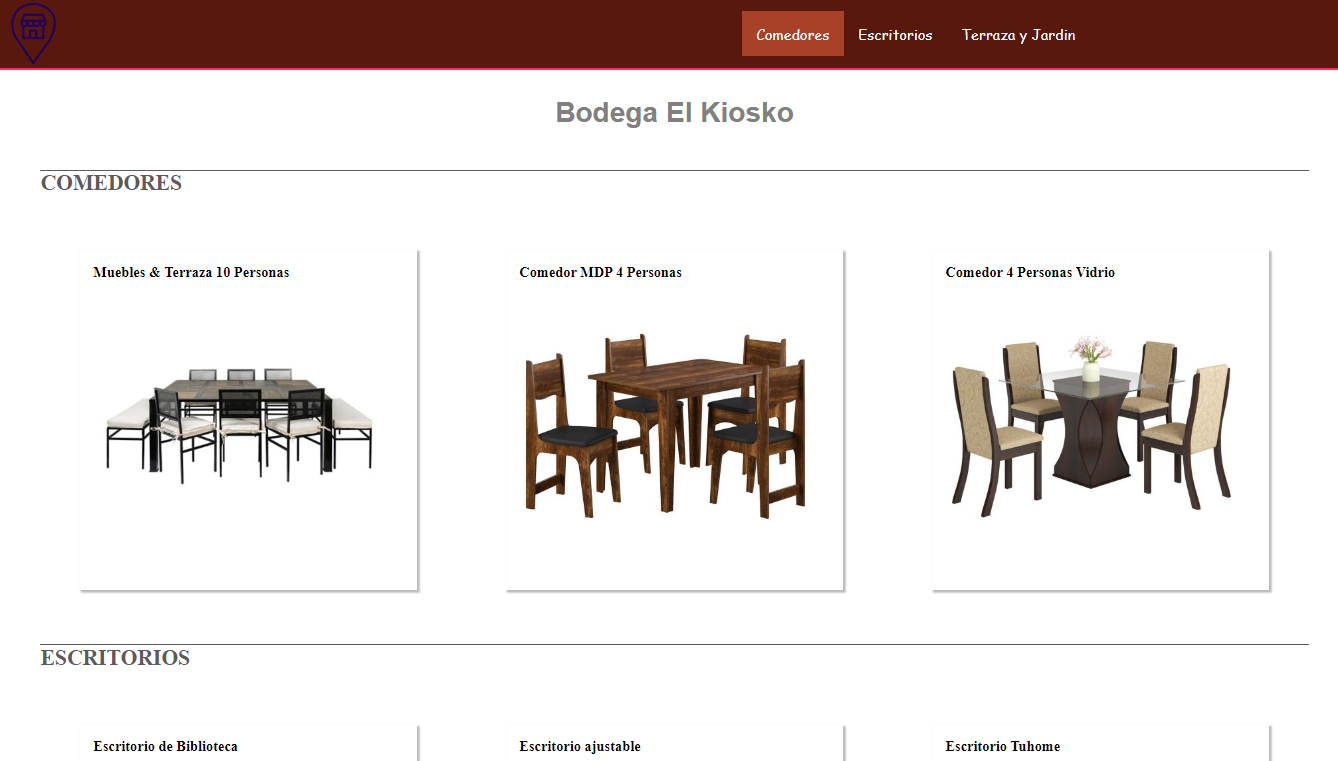 Comedores Escritorios Terraza y Jardin
Bodega El Kiosko
COMEDORES
Muebles & Terraza 10 Personas
Comedor MDP 4 Personas
Comedor 4 Personas Vidrio
ESCRITORIOS
Escritorio de Biblioteca
Escritorio ajustable
Escritorio Tuhome